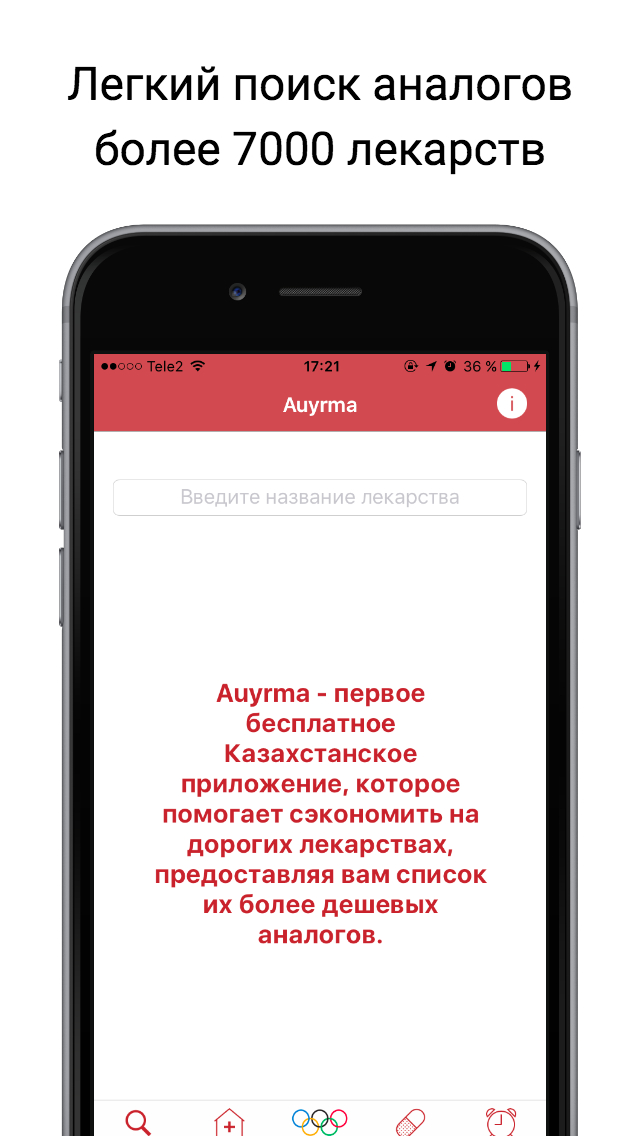 Легкий поиск аналогов
более 7000 лекарств
Tele2 17:21 36 %
Auyrma
i
Введите название лекарства
Auyrma - первое
бесплатное
Казахстанское
приложение, которое
помогает сэкономить на
дорогих лекарствах,
предоставляя вам список
их более дешевых
аналогов.